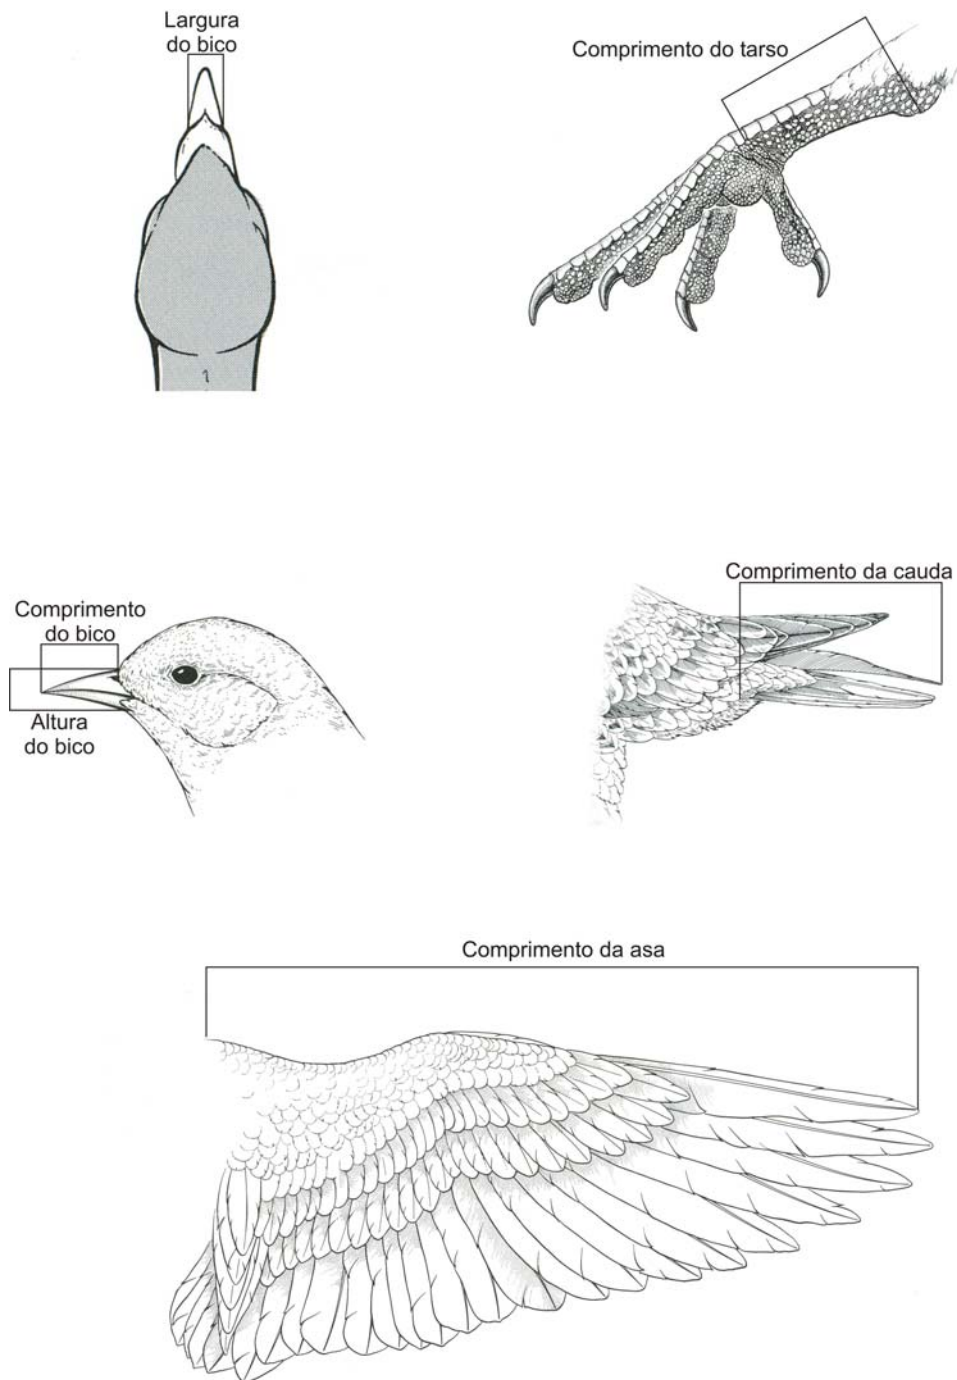 Largura
do bico
Comprimento do tarso
Comprimento
do bico
Altura
do bico
Comprimento da cauda
Comprimento da asa